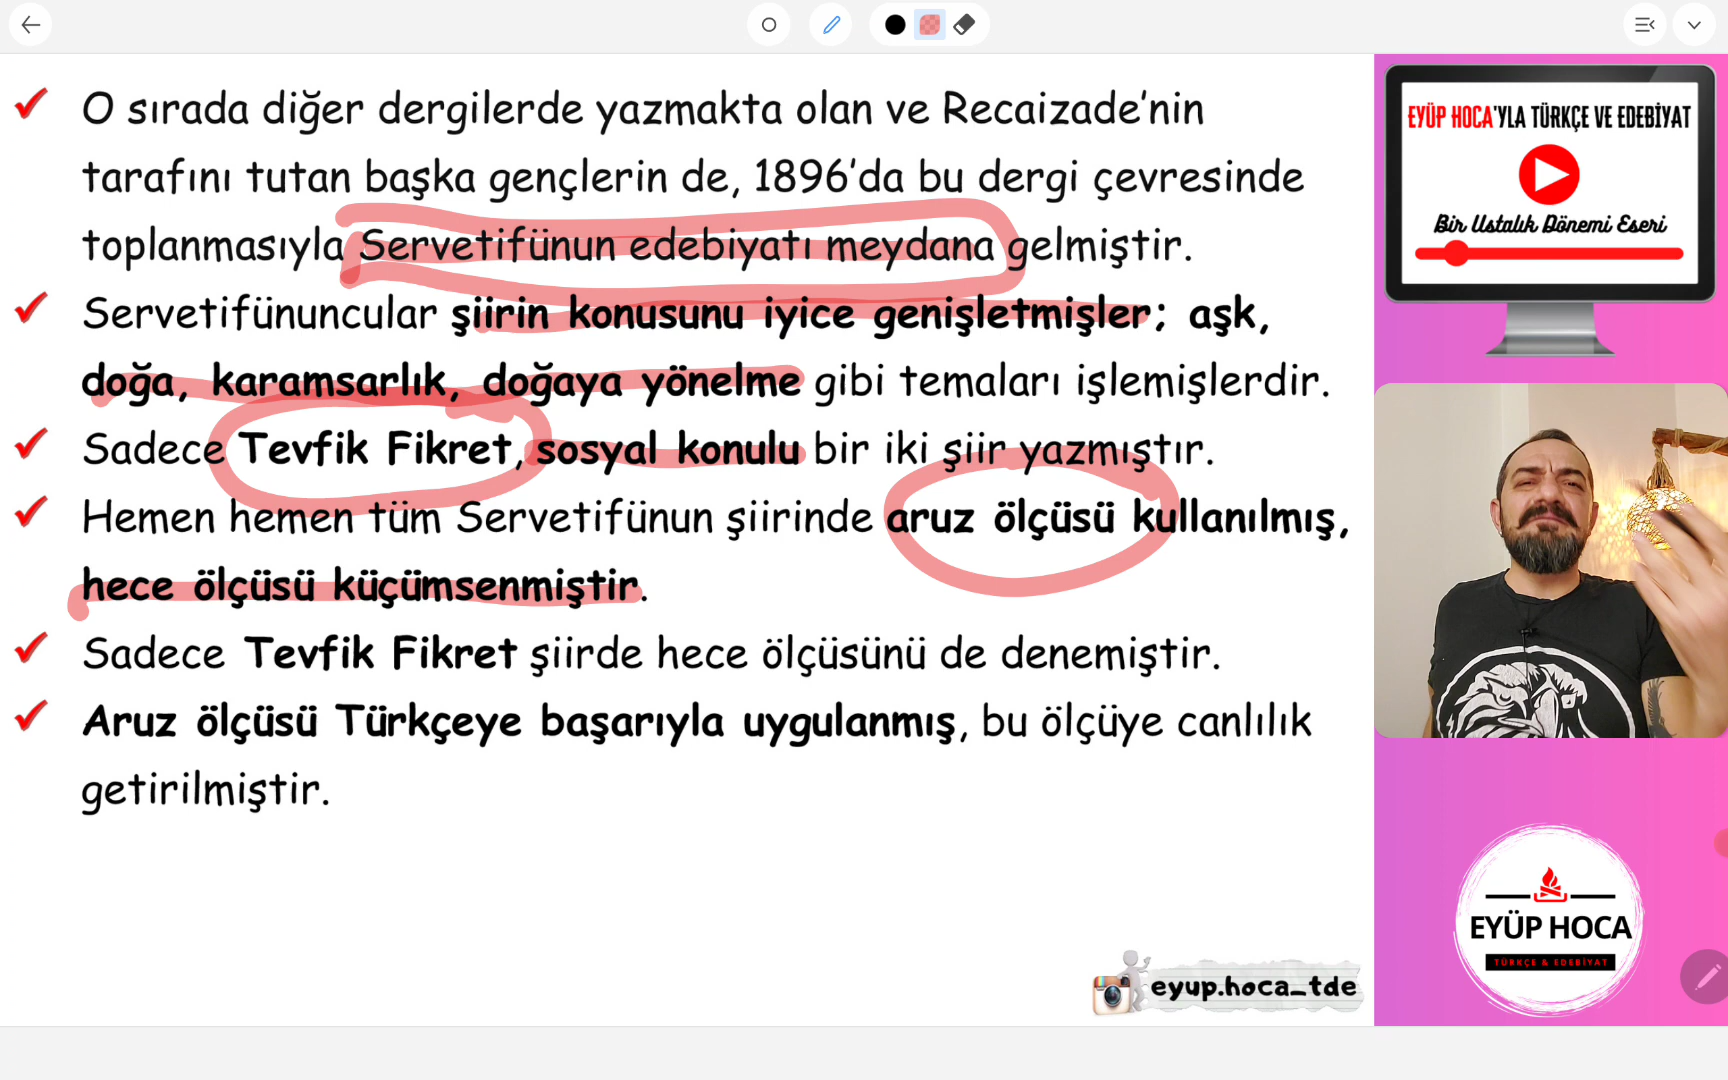 O sırada diğer dergilerde yazmakta olan ve Recaizade’nin
tarafını tutan başka gençlerin de, 1896’da bu dergi çevresinde
toplanmasıyla Servetifünun edebiyatı meydana gelmiştir.
Servetifünuncular şiirin konusunu iyice genişletmişler; aşk,
doğa, karamsarlık, doğaya yönelme gibi temaları işlemişlerdir.
Sadece Tevfik Fikret, sosyal konulu bir iki şiir yazmıştır.
Hemen hemen tüm Servetifünun şiirinde aruz ölçüsü kullanılmış,
hece ölçüsü küçümsenmiştir.
Sadece Tevfik Fikret şiirde hece ölçüsünü de denemiştir.
Aruz ölçüsü Türkçeye başarıyla uygulanmış, bu ölçüye canlılık
getirilmiştir.
eyup.hoca_tde
EYÜP HOCA'YLA TÜRKÇE VE EDEBİYAT
Bir Ustalık Dönemi Eseri
EYÜP HOCA
TÜRKÇE & EDEBİYAT